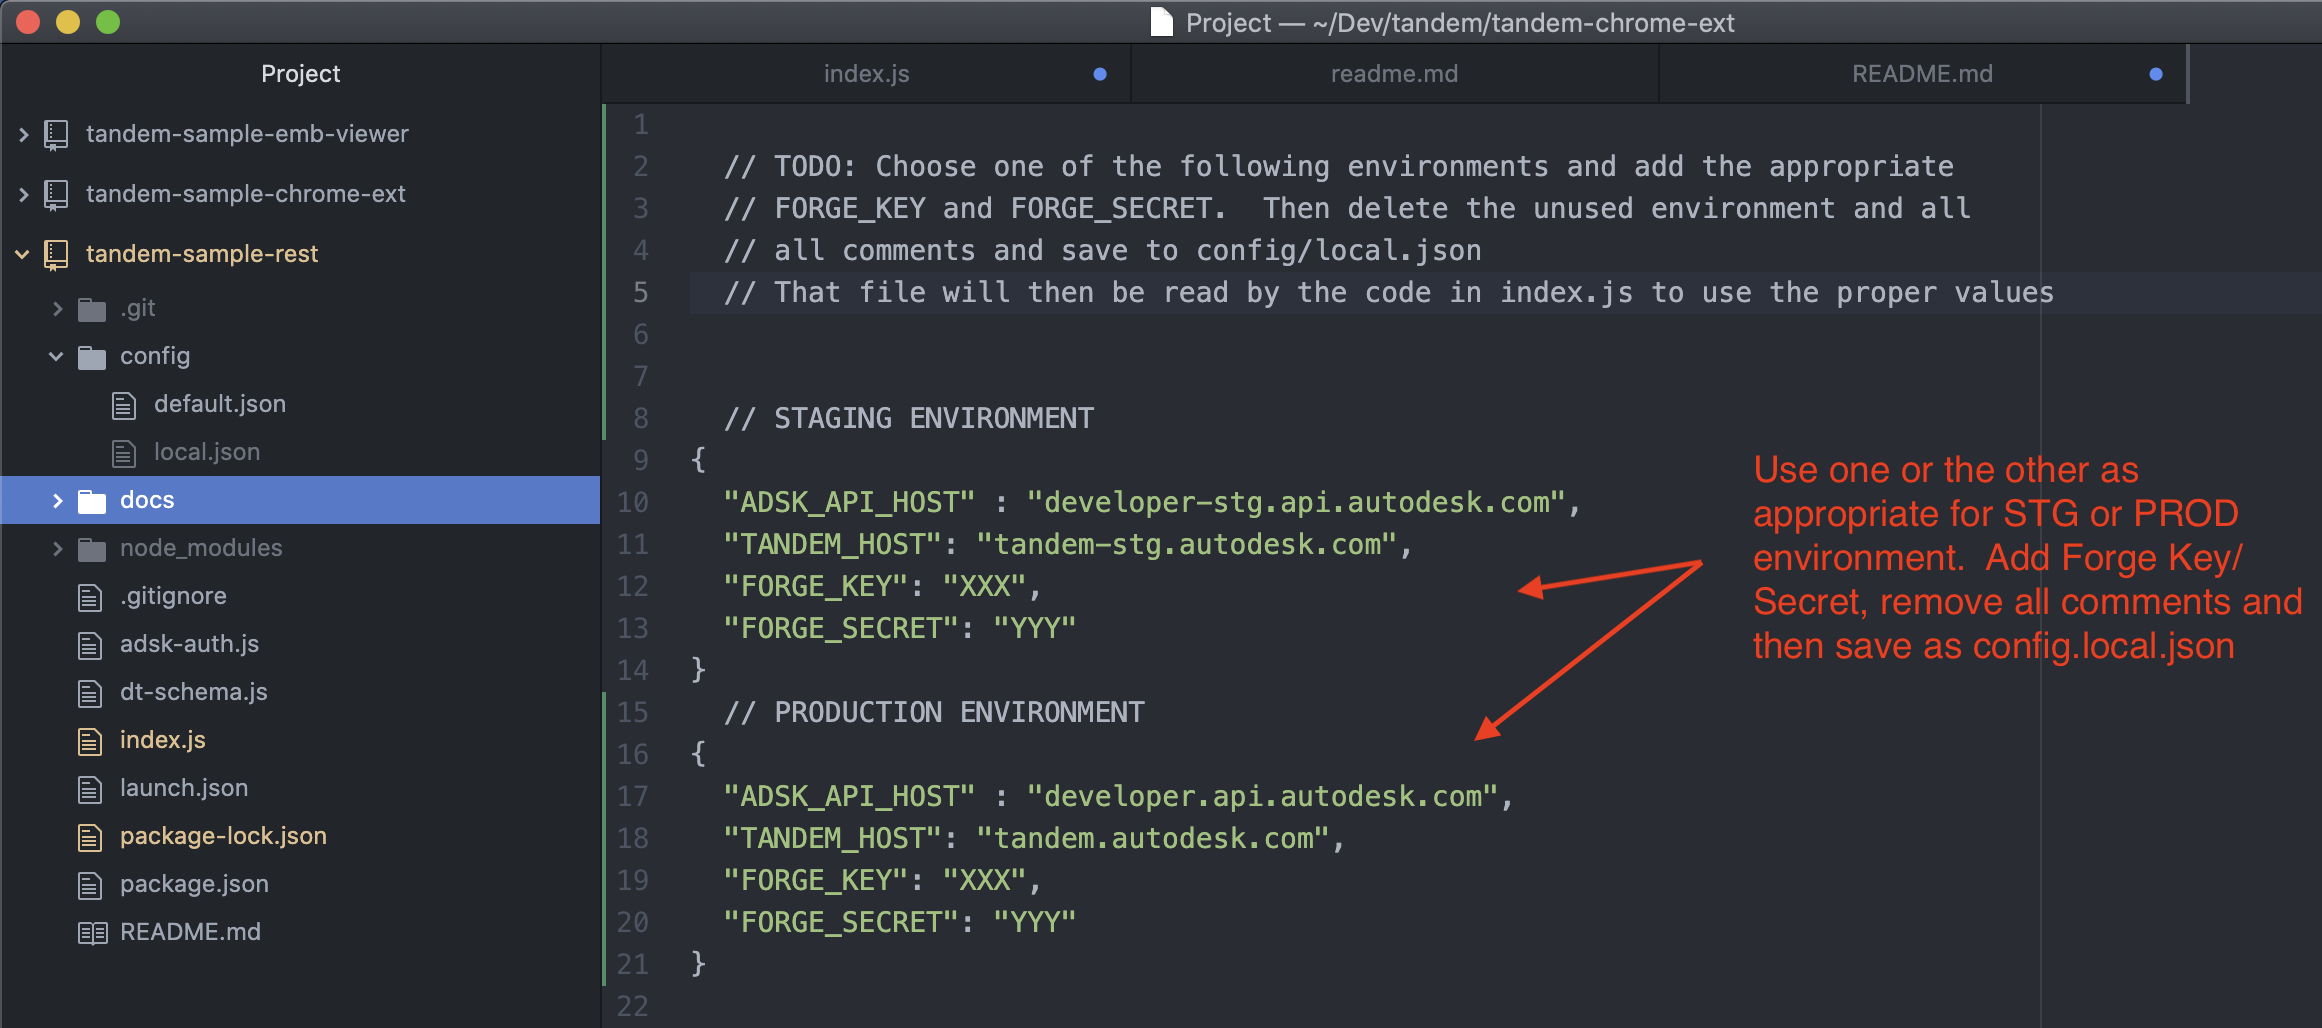 Project — ~/Dev/tandem/tandem-chrome-ext
Project
index.js
readme.md
README.md
tandem-sample-emb-viewer
tandem-sample-chrome-ext
tandem-sample-rest
.git
config
default.json
local.json
docs
node_modules
.gitignore
adsk-auth.js
dt-schema.js
index.js
launch.json
package-lock.json
package.json
README.md
1
2 // TODO: Choose one of the following environments and add the appropriate
3 // FORGE_KEY and FORGE_SECRET.  Then delete the unused environment and all
4 // all comments and save to config/local.json
5 // That file will then be read by the code in index.js to use the proper values
6
7
8 // STAGING ENVIRONMENT
9 {
10 "ADSK_API_HOST" : "developer-stg.api.autodesk.com",
11 "TANDEM_HOST": "tandem-stg.autodesk.com",
12 "FORGE_KEY": "XXX",
13 "FORGE_SECRET": "YYY"
14 }
15 // PRODUCTION ENVIRONMENT
16 {
17 "ADSK_API_HOST" : "developer.api.autodesk.com",
18 "TANDEM_HOST": "tandem.autodesk.com",
19 "FORGE_KEY": "XXX",
20 "FORGE_SECRET": "YYY"
21 }
22
Use one or the other as
appropriate for STG or PROD
environment.  Add Forge Key/
Secret, remove all comments and
then save as config.local.json